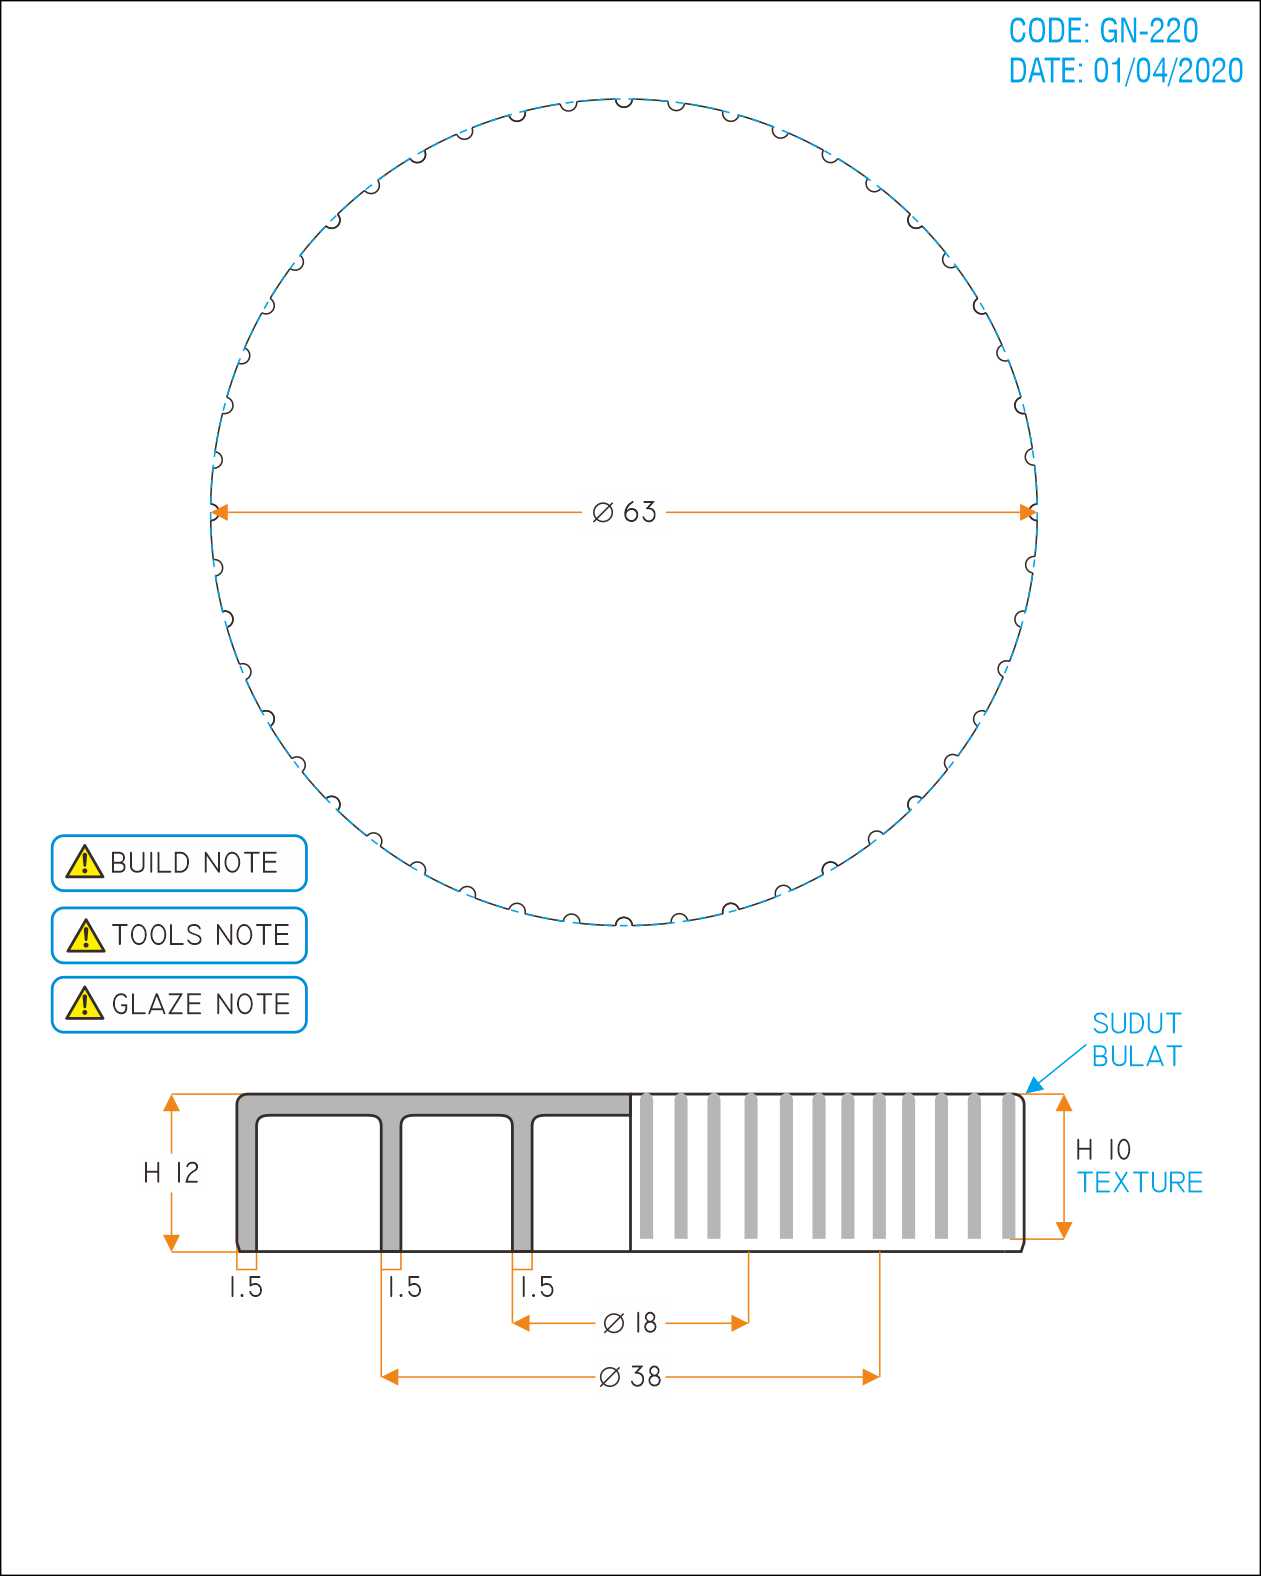 CODE: GN-220
DATE: 01/04/2020
Ø 63
BUILD NOTE
TOOLS NOTE
GLAZE NOTE
SUDUT
BULAT
H 12
H 10
TEXTURE
1.5
1.5
1.5
Ø 18
Ø 38